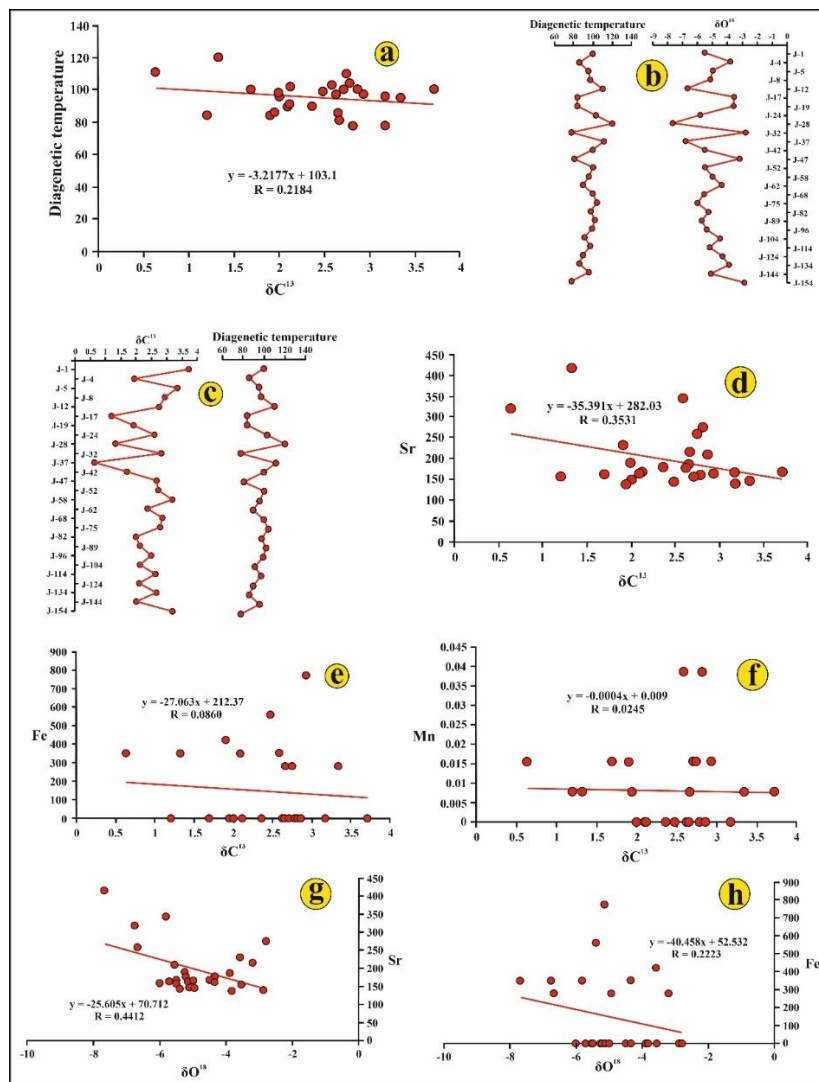 a
140
120
100
80
60
40
20
0
Diagenetic temperature
y = -3.2177x + 103.1
R = 0.2184
0 0.5 1 1.5 2 2.5 3 3.5 4
δC¹³
b
Diagenetic temperature
60 80 100 120 140
δO¹⁸
-9 -8 -7 -6 -5 -4 -3 -2 -1 0
J-1
J-4
J-5
J-8
J-12
J-17
J-19
J-24
J-28
J-32
J-37
J-42
J-47
J-52
J-58
J-62
J-68
J-75
J-82
J-89
J-96
J-104
J-114
J-124
J-134
J-144
J-154
c
δC¹³
0 0.5 1 1.5 2 2.5 3 3.5 4
Diagenetic temperature
60 80 100 120 140
J-1
J-4
J-5
J-8
J-12
J-17
J-19
J-24
J-28
J-32
J-37
J-42
J-47
J-52
J-58
J-62
J-68
J-75
J-82
J-89
J-96
J-104
J-114
J-124
J-134
J-144
J-154
d
450
400
350
300
250
200
150
100
50
0
Sr
y = -35.391x + 282.03
R = 0.3531
0 0.5 1 1.5 2 2.5 3 3.5 4
δC¹³
e
900
800
700
600
500
400
300
200
100
0
Fe
y = -27.063x + 212.37
R = 0.0860
0 0.5 1 1.5 2 2.5 3 3.5 4
δC¹³
f
0.045
0.04
0.035
0.03
0.025
0.02
0.015
0.01
0.005
0
Mn
y = -0.0004x + 0.009
R = 0.0245
0 0.5 1 1.5 2 2.5 3 3.5 4
δC¹³
g
450
400
350
300
250
200
150
100
50
0
Sr
y = -25.605x + 70.712
R = 0.4412
-10 -8 -6 -4 -2 0
δO¹⁸
h
900
800
700
600
500
400
300
200
100
0
Fe
y = -40.458x + 52.532
R = 0.2223
-10 -8 -6 -4 -2 0
δO¹⁸